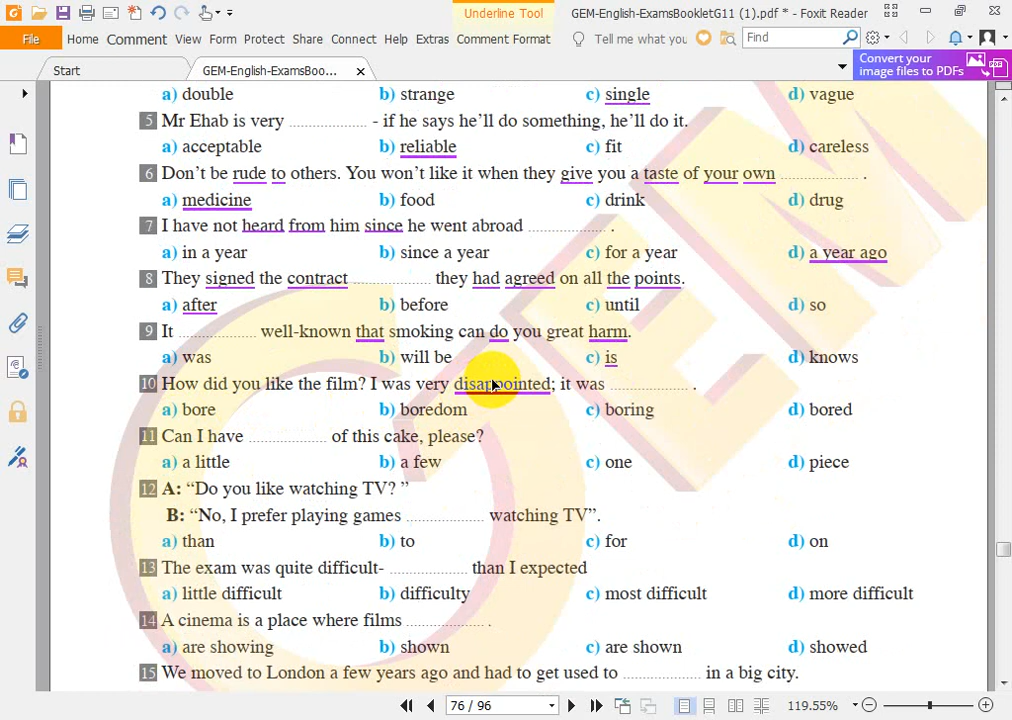 File
Home
Comment
View
Form
Protect
Share
Connect
Help
Extras
Underline Tool
Comment Format
GEM-English-ExamsBookletG11 (1).pdf * - Foxit Reader
Tell me what you
Find
Start
GEM-English-ExamsBoo...
Convert your
image files to PDFs
a) double b) strange c) single d) vague
5 Mr Ehab is very .................. - if he says he'll do something, he'll do it.
a) acceptable b) reliable c) fit d) careless
6 Don't be rude to others. You won't like it when they give you a taste of your own .................. .
a) medicine b) food c) drink d) drug
7 I have not heard from him since he went abroad .................. .
a) in a year b) since a year c) for a year d) a year ago
8 They signed the contract .................. they had agreed on all the points.
a) after b) before c) until d) so
9 It .................. well-known that smoking can do you great harm.
a) was b) will be c) is d) knows
10 How did you like the film? I was very disappointed; it was .................. .
a) bore b) boredom c) boring d) bored
11 Can I have .................. of this cake, please?
a) a little b) a few c) one d) piece
12 A: “Do you like watching TV? ”
B: “No, I prefer playing games .................. watching TV”.
a) than b) to c) for d) on
13 The exam was quite difficult- .................. than I expected
a) little difficult b) difficulty c) most difficult d) more difficult
14 A cinema is a place where films .................. .
a) are showing b) shown c) are shown d) showed
15 We moved to London a few years ago and had to get used to .................. in a big city.
GEM
76 / 96
119.55%